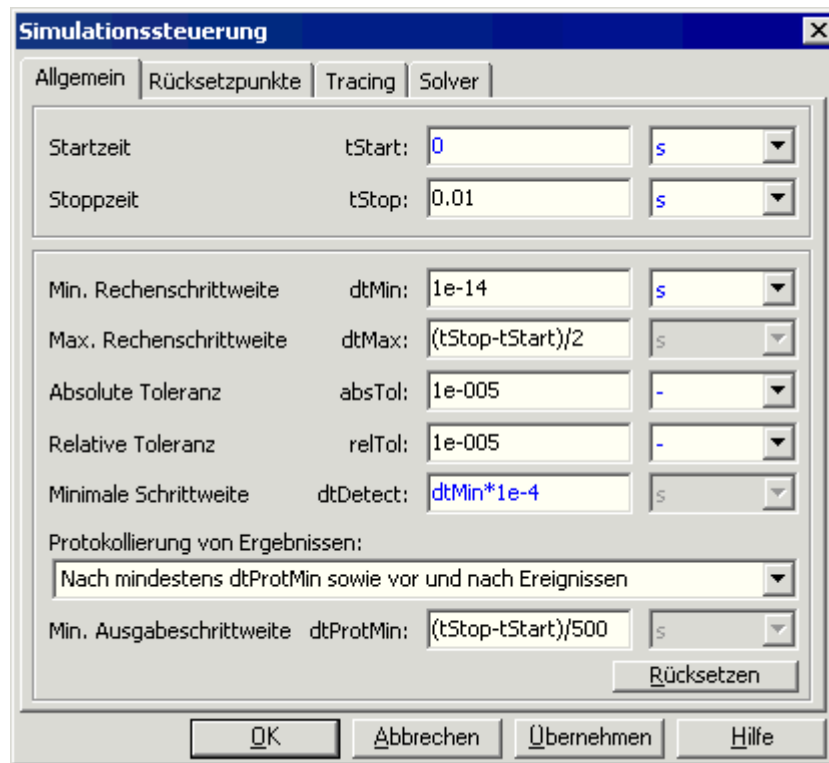 Simulationssteuerung
Allgemein Rücksetzpunkte Tracing Solver
Startzeit tStart: 0 s
Stoppzeit tStop: 0.01 s
Min. Rechenschrittweite dtMin: 1e-14 s
Max. Rechenschrittweite dtMax: (tStop-tStart)/2 s
Absolute Toleranz absTol: 1e-005 -
Relative Toleranz relTol: 1e-005 -
Minimale Schrittweite dtDetect: dtMin*1e-4 s
Protokollierung von Ergebnissen:
Nach mindestens dtProtMin sowie vor und nach Ereignissen
Min. Ausgabeschrittweite dtProtMin: (tStop-tStart)/500 s
Rücksetzen
OK Abbrechen Übernehmen Hilfe